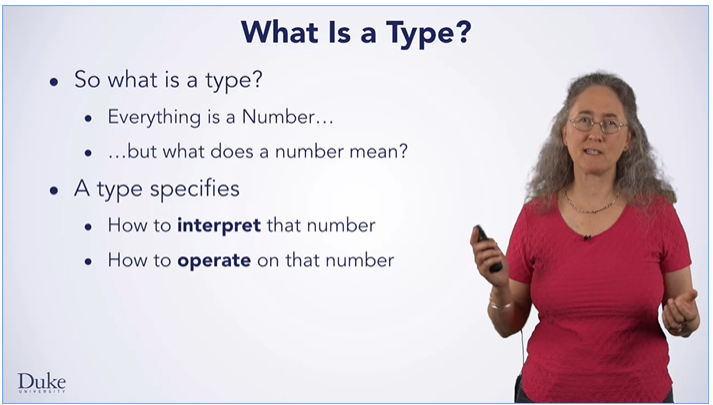 What Is a Type?
• So what is a type?
• Everything is a Number…
• …but what does a number mean?
• A type specifies
• How to interpret that number
• How to operate on that number
Duke
UNIVERSITY